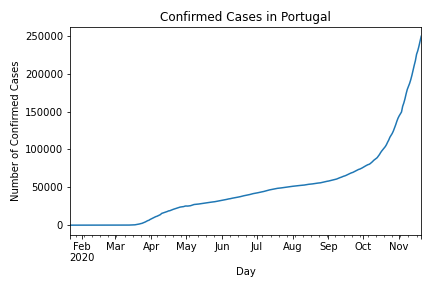 Confirmed Cases in Portugal
Number of Confirmed Cases
250000
200000
150000
100000
50000
0
Feb Mar Apr May Jun Jul Aug Sep Oct Nov
2020
Day